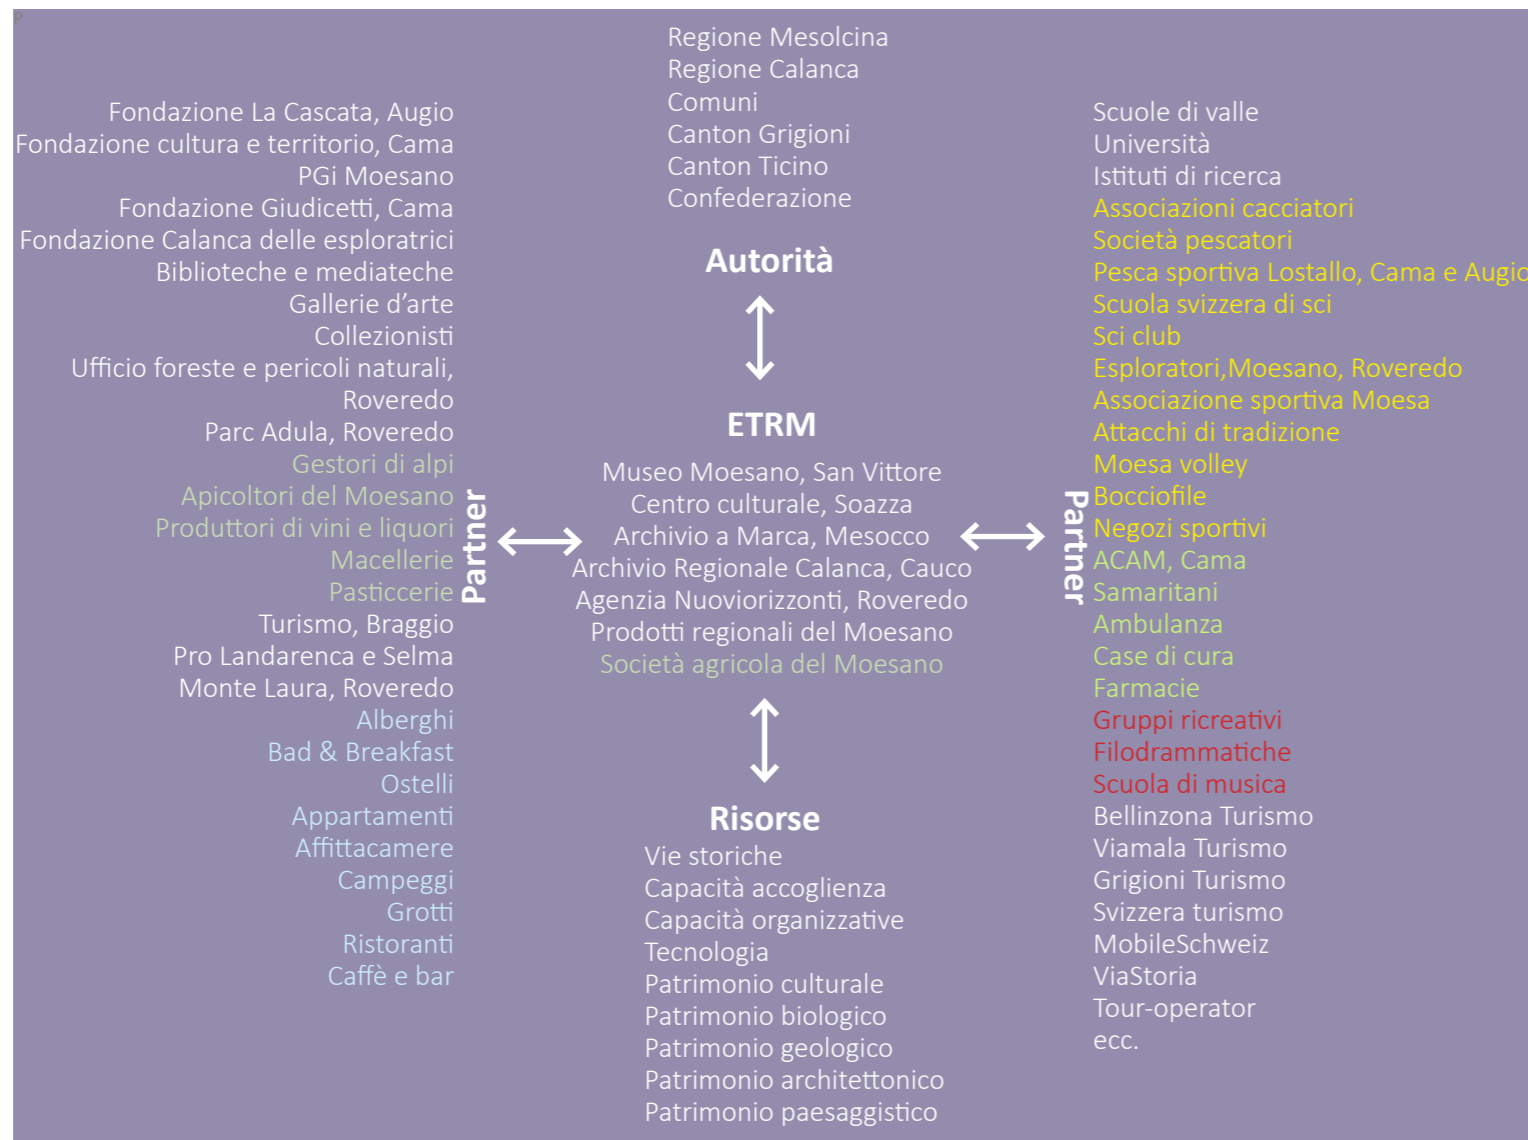 P
Regione Mesolcina
Regione Calanca
Comuni
Canton Grigioni
Canton Ticino
Confederazione
Autorità
Fondazione La Cascata, Augio
Fondazione cultura e territorio, Cama
PGi Moesano
Fondazione Giudicetti, Cama
Fondazione Calanca delle esploratrici
Biblioteche e mediateche
Gallerie d’arte
Collezionisti
Ufficio foreste e pericoli naturali,
Roveredo
Parc Adula, Roveredo
Gestori di alpi
Apicoltori del Moesano
Produttori di vini e liquori
Macellerie
Pasticcerie
Turismo, Braggio
Pro Landarenca e Selma
Monte Laura, Roveredo
Alberghi
Bad & Breakfast
Ostelli
Appartamenti
Affittacamere
Campeggi
Grotti
Ristoranti
Caffè e bar
Partner
ETRM
Museo Moesano, San Vittore
Centro culturale, Soazza
Archivio a Marca, Mesocco
Archivio Regionale Calanca, Cauco
Agenzia Nuoviorizzonti, Roveredo
Prodotti regionali del Moesano
Società agricola del Moesano
Risorse
Vie storiche
Capacità accoglienza
Capacità organizzative
Tecnologia
Patrimonio culturale
Patrimonio biologico
Patrimonio geologico
Patrimonio architettonico
Patrimonio paesaggistico
Partner
Scuole di valle
Università
Istituti di ricerca
Associazioni cacciatori
Società pescatori
Pesca sportiva Lostallo, Cama e Augio
Scuola svizzera di sci
Sci club
Esploratori,Moesano, Roveredo
Associazione sportiva Moesa
Attacchi di tradizione
Moesa volley
Bocciofile
Negozi sportivi
ACAM, Cama
Samaritani
Ambulanza
Case di cura
Farmacie
Gruppi ricreativi
Filodrammatiche
Scuola di musica
Bellinzona Turismo
Viamala Turismo
Grigioni Turismo
Svizzera turismo
MobileSchweiz
ViaStoria
Tour-operator
ecc.